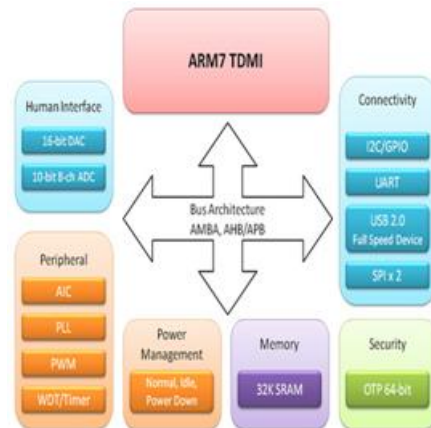 ARM7 TDMI
Human Interface
16-bit DAC
10-bit 8-ch ADC
Connectivity
I2C/GPIO
UART
USB 2.0
Full Speed Device
SPI x 2
Bus Architecture
AMBA, AHB/APB
Peripheral
AIC
PLL
PWM
WDT/Timer
Power
Management
Normal, Idle,
Power Down
Memory
32K SRAM
Security
OTP 64-bit